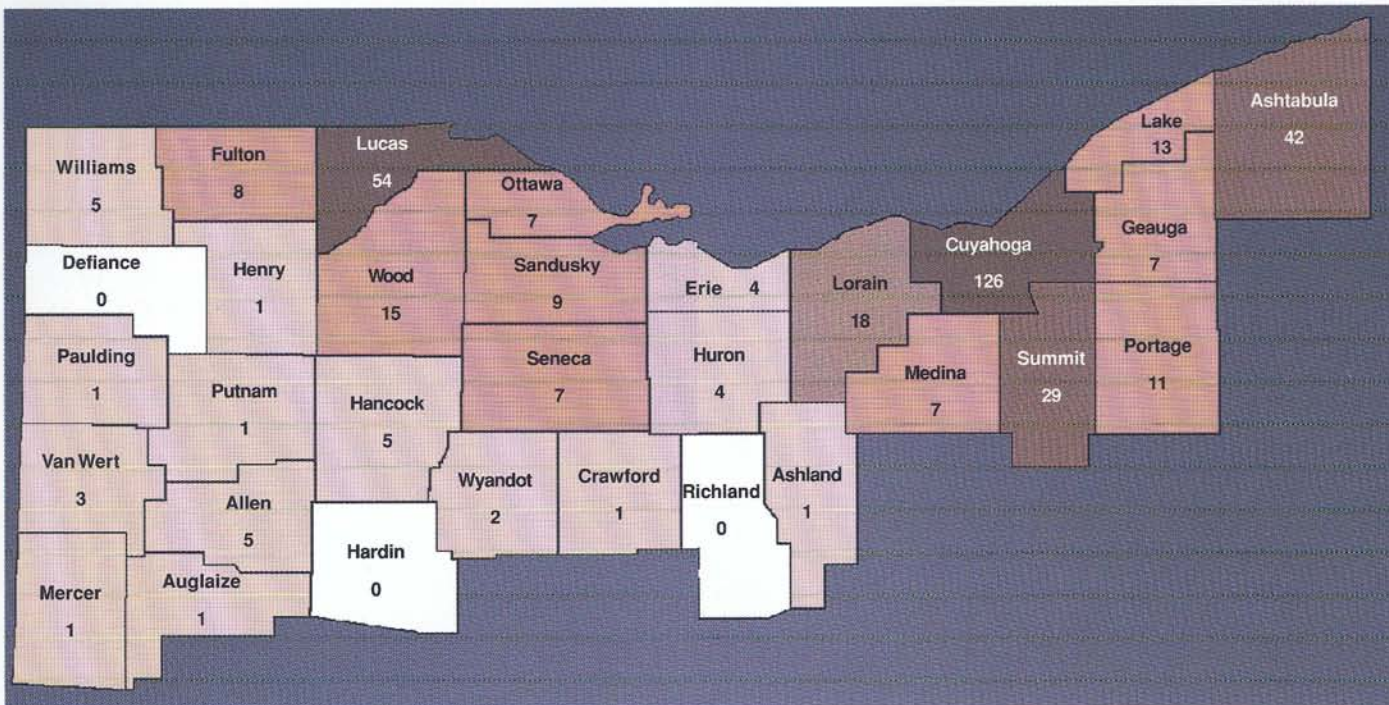 Ashtabula
42
Lake
13
Lucas
54
Fulton
8
Williams
5
Ottawa
7
Geauga
7
Cuyahoga
126
Defiance
0
Henry
1
Wood
15
Sandusky
9
Erie 4
Lorain
18
Portage
11
Summit
29
Medina
7
Huron
4
Seneca
7
Paulding
1
Putnam
1
Hancock
5
Van Wert
3
Allen
5
Wyandot
2
Crawford
1
Richland
0
Ashland
1
Hardin
0
Auglaize
1
Mercer
1